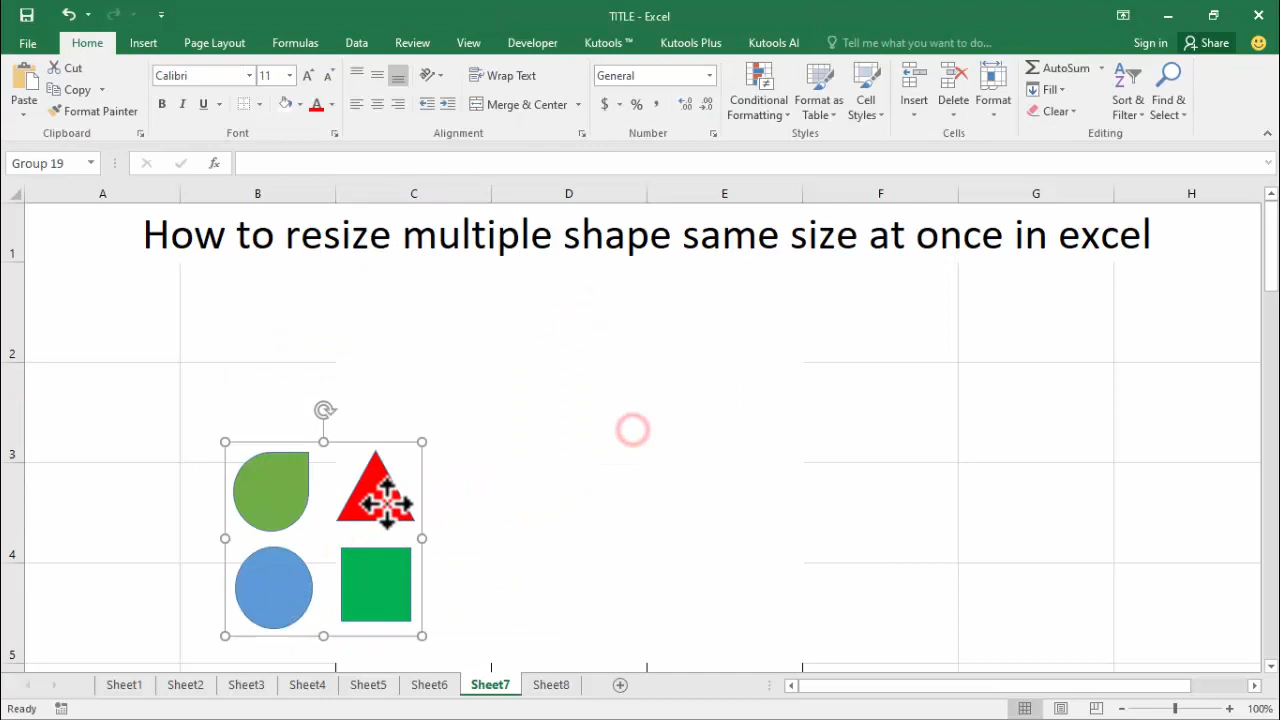 TITLE - Excel
File Home Insert Page Layout Formulas Data Review View Developer Kutools ™ Kutools Plus Kutools AI Tell me what you want to do... Sign in Share
Paste
Cut
Copy
Format Painter
Clipboard
Calibri 11
B I U A
Font
Wrap Text
Merge & Center
Alignment
General
$ % ,
Number
Conditional Formatting
Format as Table
Cell Styles
Styles
Insert Delete Format
Cells
AutoSum
Fill
Clear
Sort & Filter
Find & Select
Editing
Group 19 fx
A B C D E F G H
1 How to resize multiple shape same size at once in excel
2
3
4
5
Sheet1 Sheet2 Sheet3 Sheet4 Sheet5 Sheet6 Sheet7 Sheet8
Ready 100%